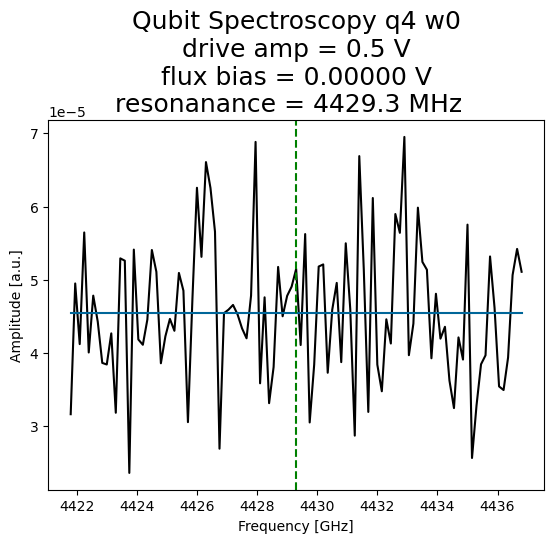 Qubit Spectroscopy q4 w0
drive amp = 0.5 V
flux bias = 0.00000 V
resonanance = 4429.3 MHz
1e−5
7
6
5
4
3
Amplitude [a.u.]
4422 4424 4426 4428 4430 4432 4434 4436
Frequency [GHz]